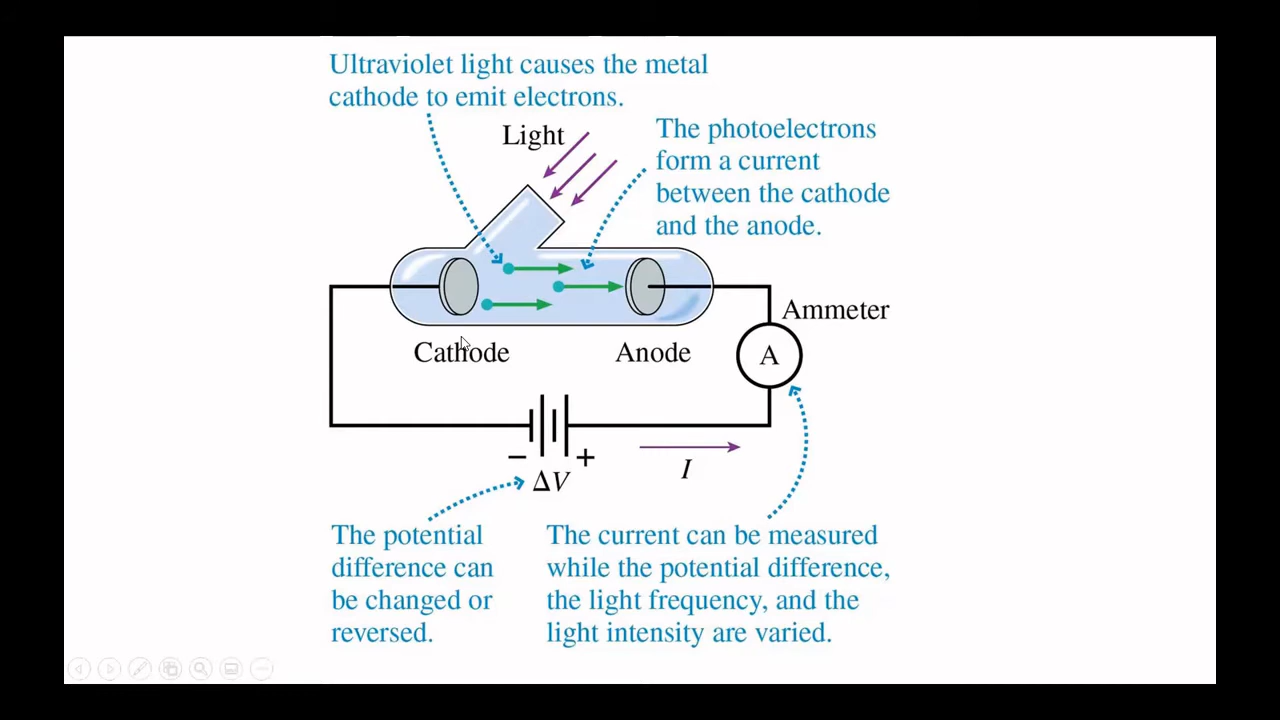 Ultraviolet light causes the metal
cathode to emit electrons.
Light
The photoelectrons
form a current
between the cathode
and the anode.
Ammeter
A
Cathode
Anode
− +
ΔV
I
The potential
difference can
be changed or
reversed.
The current can be measured
while the potential difference,
the light frequency, and the
light intensity are varied.